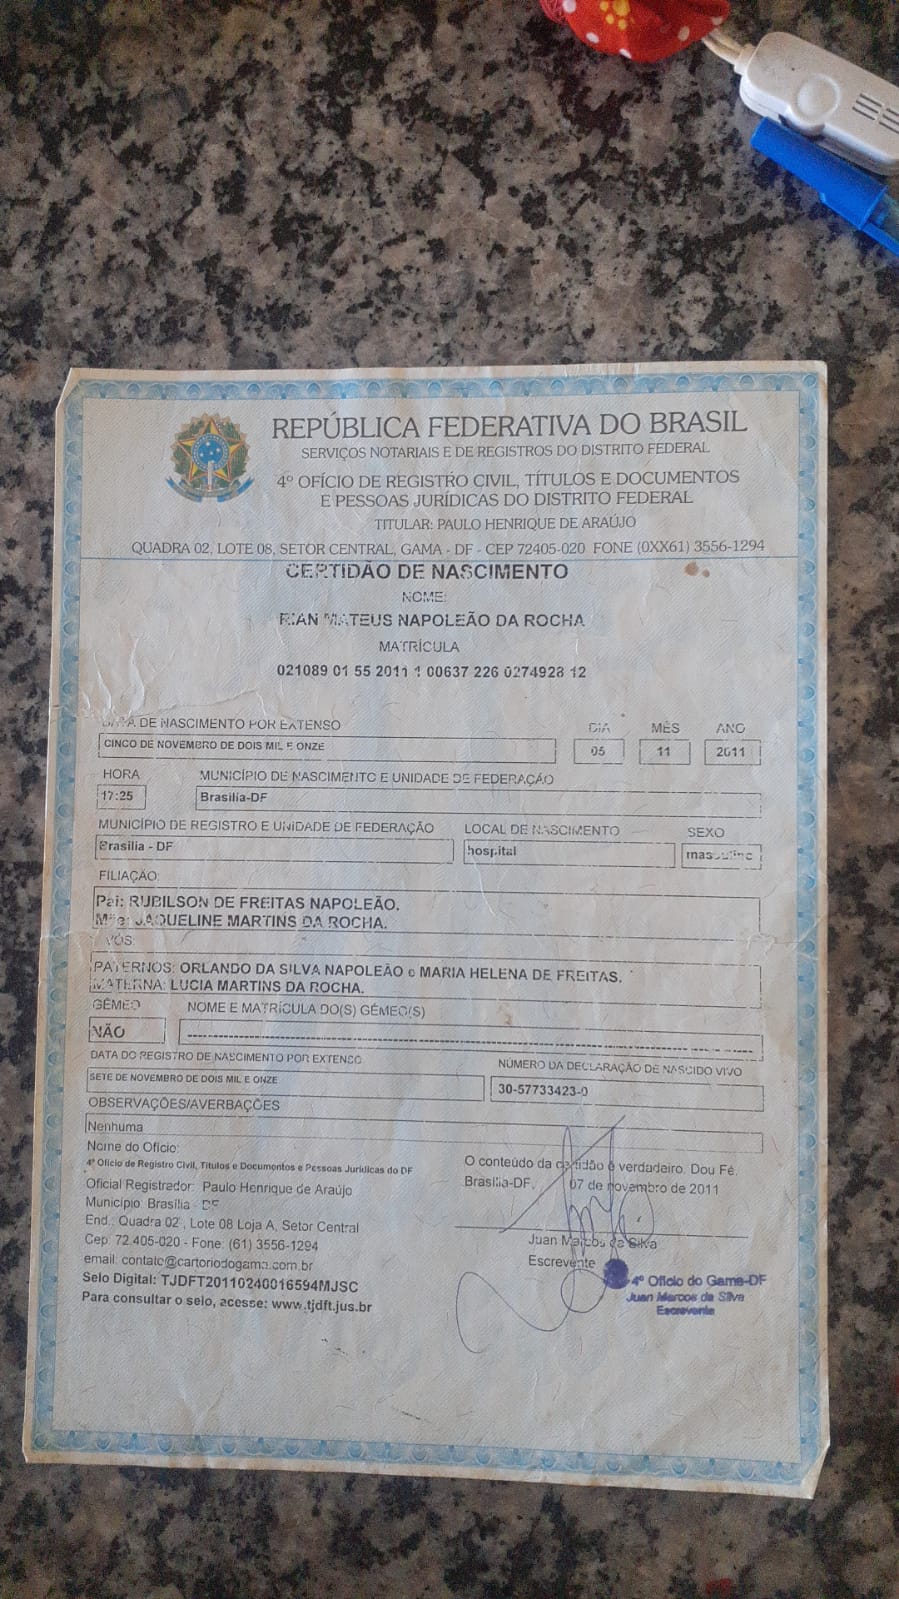 REPÚBLICA FEDERATIVA DO BRASIL
SERVIÇOS NOTARIAIS E DE REGISTROS DO DISTRITO FEDERAL
4º OFÍCIO DE REGISTRO CIVIL, TÍTULOS E DOCUMENTOS
E PESSOAS JURÍDICAS DO DISTRITO FEDERAL
TITULAR: PAULO HENRIQUE DE ARAÚJO
QUADRA 02, LOTE 08, SETOR CENTRAL, GAMA - DF - CEP 72405-020 FONE (0XX61) 3556-1294
CERTIDÃO DE NASCIMENTO
NOME:
RIAN MATEUS NAPOLEÃO DA ROCHA
MATRÍCULA
021089 01 55 2011 1 00637 226 0274928 12
DATA DE NASCIMENTO POR EXTENSO DIA MÊS ANO
CINCO DE NOVEMBRO DE DOIS MIL E ONZE 05 11 2011
HORA MUNICÍPIO DE NASCIMENTO E UNIDADE DE FEDERAÇÃO
17:25 Brasília-DF
MUNICÍPIO DE REGISTRO E UNIDADE DE FEDERAÇÃO LOCAL DE NASCIMENTO SEXO
Brasília - DF hospital masculino
FILIAÇÃO:
Pai: RUBILSON DE FREITAS NAPOLEÃO.
Mãe: JAQUELINE MARTINS DA ROCHA.
AVÓS:
PATERNOS: ORLANDO DA SILVA NAPOLEÃO e MARIA HELENA DE FREITAS.
MATERNA: LUCIA MARTINS DA ROCHA.
GÊMEO NOME E MATRÍCULA DO(S) GÊMEO(S)
NÃO
DATA DO REGISTRO DE NASCIMENTO POR EXTENSO NÚMERO DA DECLARAÇÃO DE NASCIDO VIVO
SETE DE NOVEMBRO DE DOIS MIL E ONZE 30-57733423-0
OBSERVAÇÕES/AVERBAÇÕES
Nenhuma
Nome do Ofício:
4º Ofício de Registro Civil, Títulos e Documentos e Pessoas Jurídicas do DF
Oficial Registrador: Paulo Henrique de Araújo
Município Brasília - DF
End.: Quadra 02 , Lote 08 Loja A, Setor Central
Cep: 72.405-020 - Fone: (61) 3556-1294
email: contato@cartoriodogama.com.br
Selo Digital: TJDFT20110240016594MJSC
Para consultar o selo, acesse: www.tjdft.jus.br
O conteúdo da certidão é verdadeiro. Dou Fé.
Brasília-DF, 07 de novembro de 2011
Juan Marcos da Silva
Escrevente
4º Ofício do Gama-DF
Juan Marcos da Silva
Escrevente